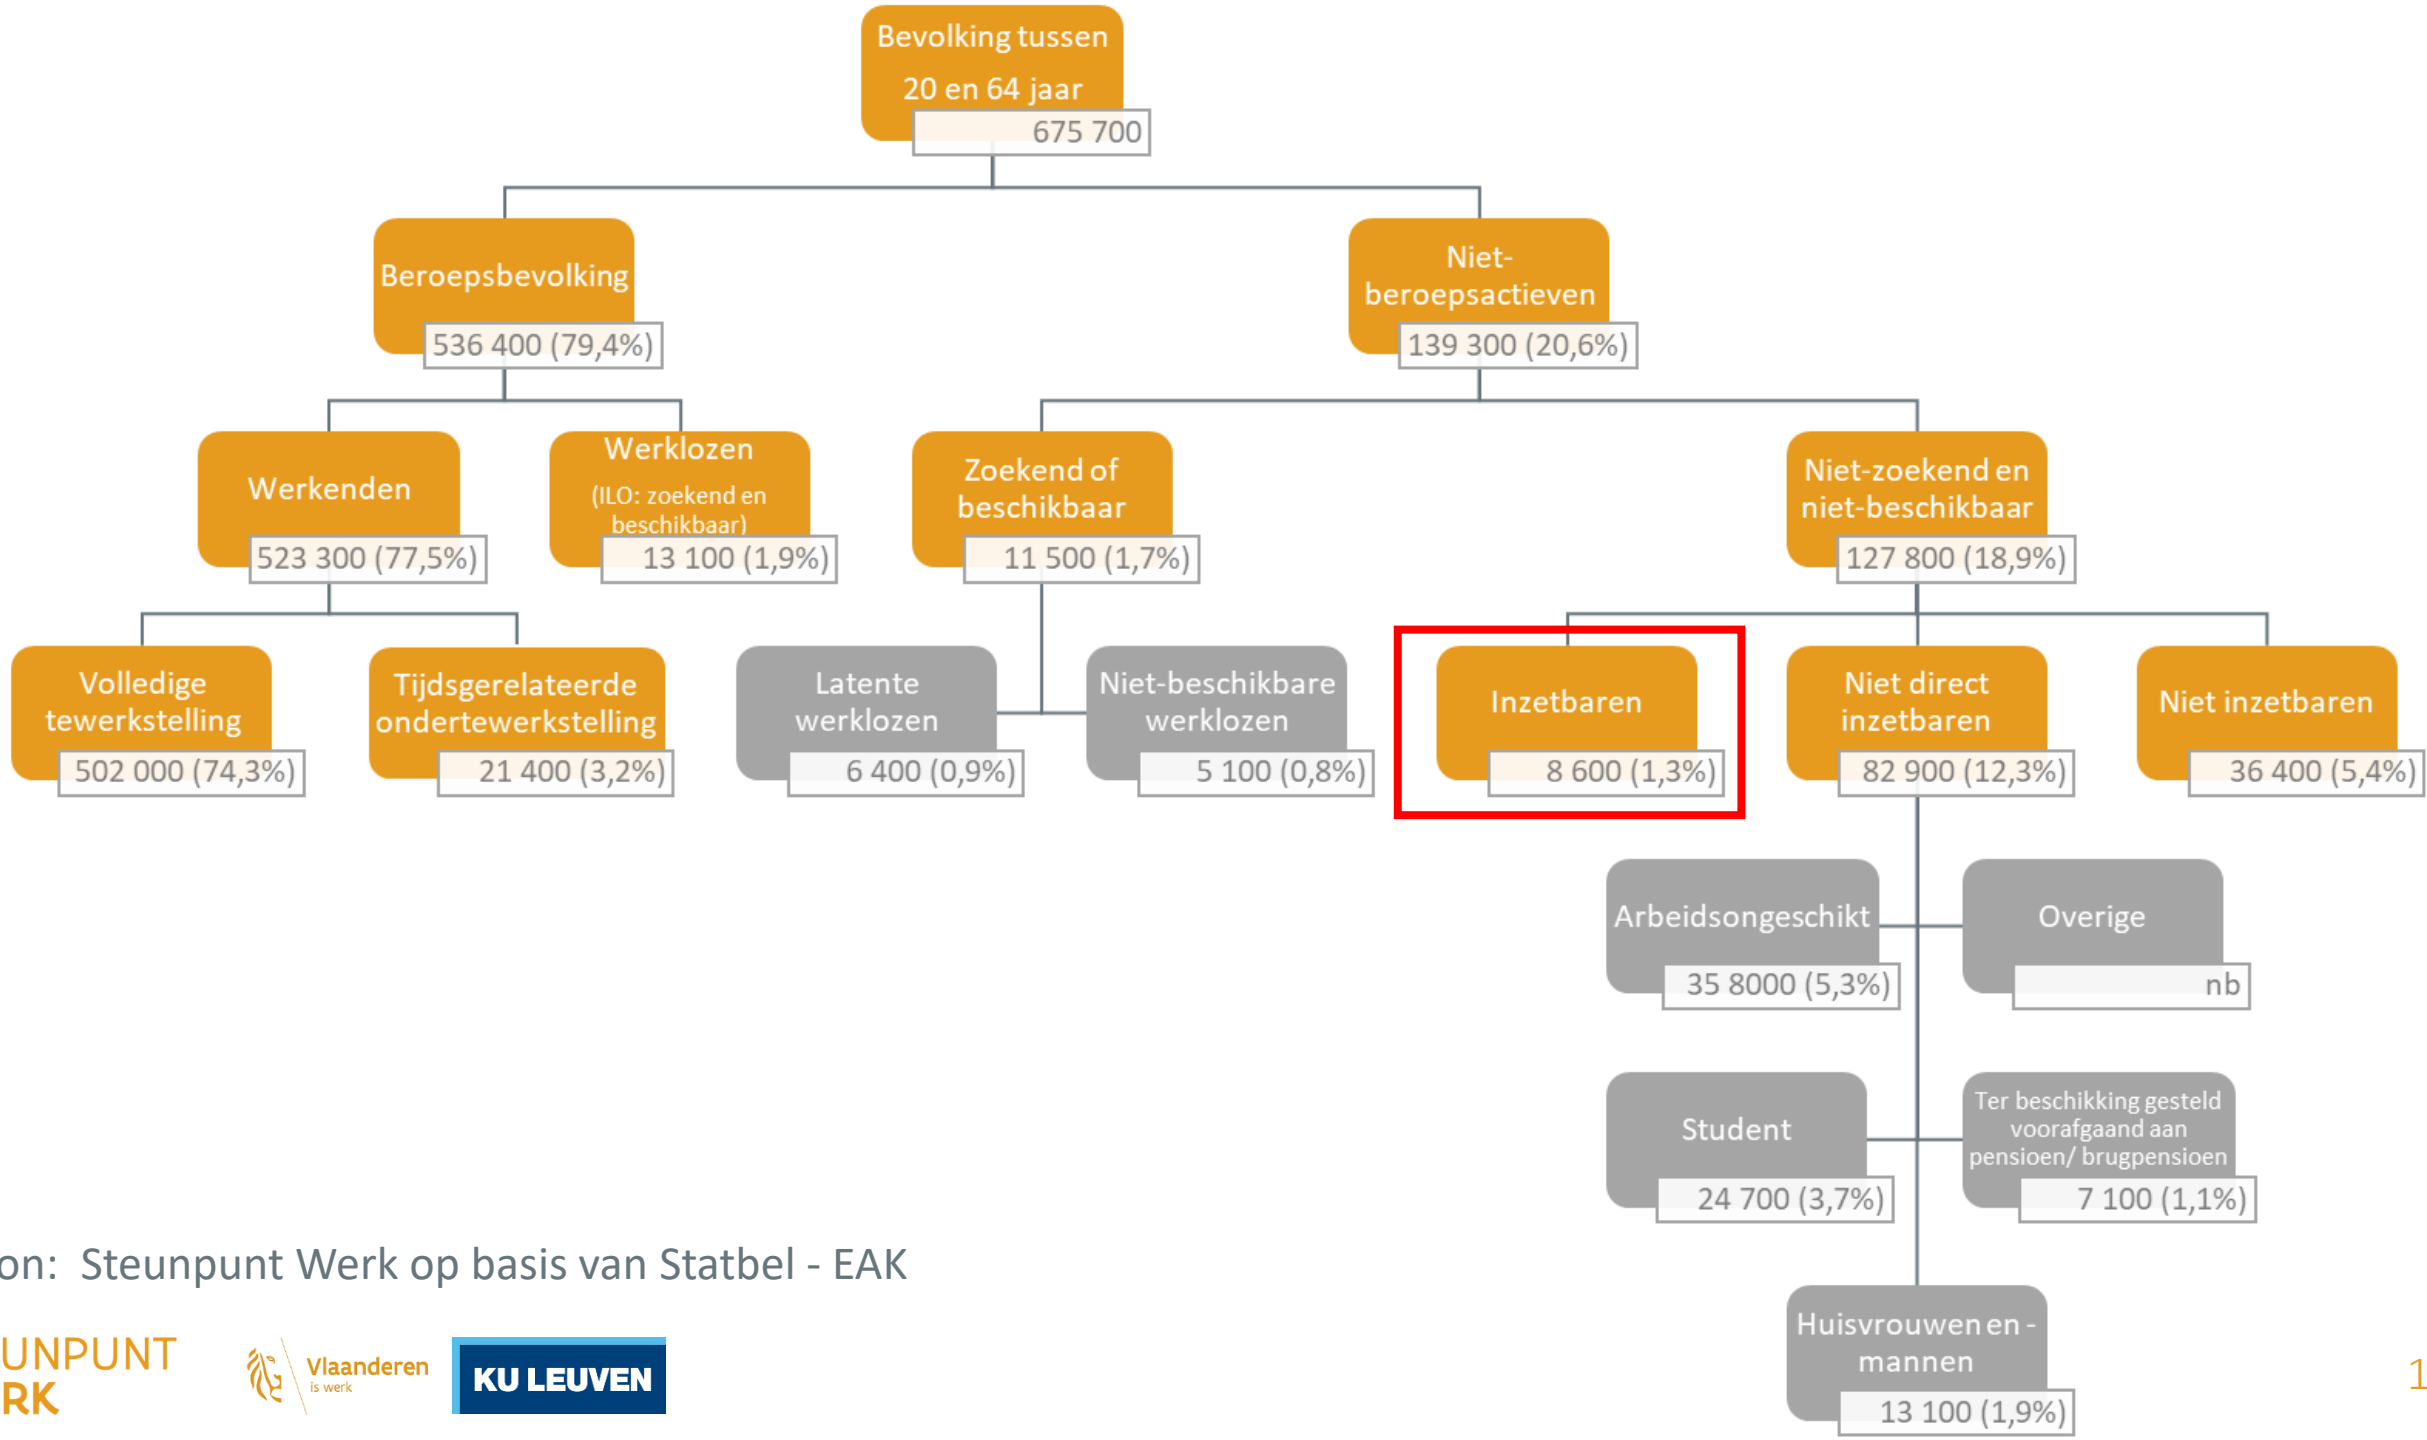 Bevolking tussen
20 en 64 jaar
675 700
Beroepsbevolking
536 400 (79,4%)
Niet-
beroepsactieven
139 300 (20,6%)
Werkenden
523 300 (77,5%)
Werklozen
(ILO: zoekend en
beschikbaar)
13 100 (1,9%)
Zoekend of
beschikbaar
11 500 (1,7%)
Niet-zoekend en
niet-beschikbaar
127 800 (18,9%)
Volledige
tewerkstelling
502 000 (74,3%)
Tijdsgerelateerde
ondertewerkstelling
21 400 (3,2%)
Latente
werklozen
6 400 (0,9%)
Niet-beschikbare
werklozen
5 100 (0,8%)
Inzetbaren
8 600 (1,3%)
Niet direct
inzetbaren
82 900 (12,3%)
Niet inzetbaren
36 400 (5,4%)
Arbeidsongeschikt
35 8000 (5,3%)
Overige
nb
Student
24 700 (3,7%)
Ter beschikking gesteld
voorafgaand aan
pensioen/ brugpensioen
7 100 (1,1%)
Huisvrouwen en -
mannen
13 100 (1,9%)
on: Steunpunt Werk op basis van Statbel - EAK
UNPUNT
RK
Vlaanderen
is werk
KU LEUVEN
1